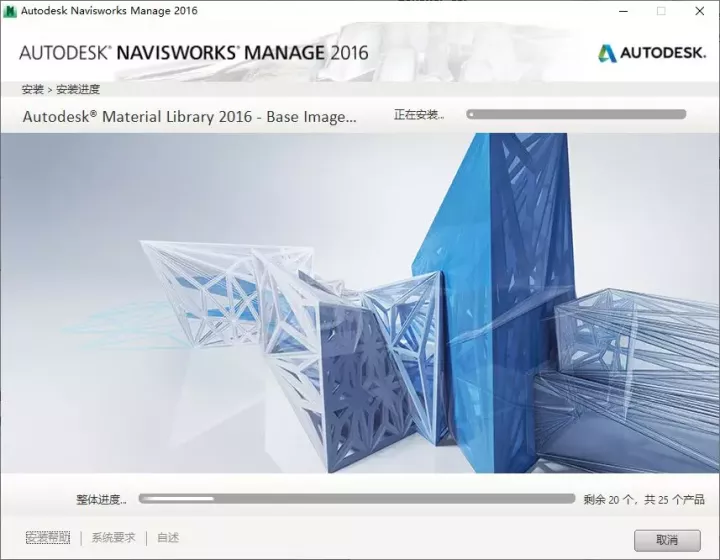 Autodesk Navisworks Manage 2016
AUTODESK® NAVISWORKS® MANAGE 2016
AUTODESK.
安装 > 安装进度
Autodesk® Material Library 2016 - Base Image...
正在安装...
整体进度...
剩余 20 个，共 25 个产品
安装帮助 | 系统要求 | 自述
取消